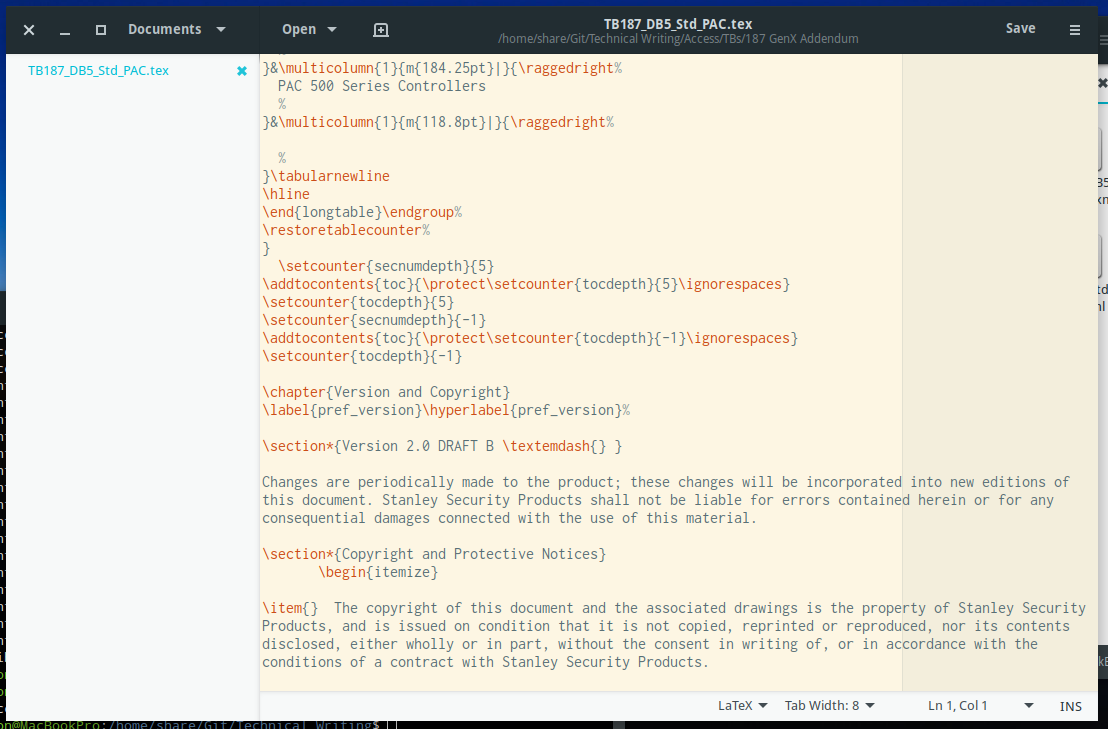 Documents
Open
TB187_DB5_Std_PAC.tex
/home/share/Git/Technical Writing/Access/TBs/187 GenX Addendum
Save
TB187_DB5_Std_PAC.tex
}&\multicolumn{1}{m{184.25pt}|}{\raggedright%
PAC 500 Series Controllers
%
}&\multicolumn{1}{m{118.8pt}|}{\raggedright%
%
}\tabularnewline
\hline
\end{longtable}\endgroup%
\restoretablecounter%
}
\setcounter{secnumdepth}{5}
\addtocontents{toc}{\protect\setcounter{tocdepth}{5}\ignorespaces}
\setcounter{tocdepth}{5}
\setcounter{secnumdepth}{-1}
\addtocontents{toc}{\protect\setcounter{tocdepth}{-1}\ignorespaces}
\setcounter{tocdepth}{-1}
\chapter{Version and Copyright}
\label{pref_version}\hyperlabel{pref_version}%
\section*{Version 2.0 DRAFT B \textemdash{} }
Changes are periodically made to the product; these changes will be incorporated into new editions of
this document. Stanley Security Products shall not be liable for errors contained herein or for any
consequential damages connected with the use of this material.
\section*{Copyright and Protective Notices}
\begin{itemize}
\item{}  The copyright of this document and the associated drawings is the property of Stanley Security
Products, and is issued on condition that it is not copied, reprinted or reproduced, nor its contents
disclosed, either wholly or in part, without the consent in writing of, or in accordance with the
conditions of a contract with Stanley Security Products.
LaTeX
Tab Width: 8
Ln 1, Col 1
INS
on@MacBookPro:/home/share/Git/Technical Writing$